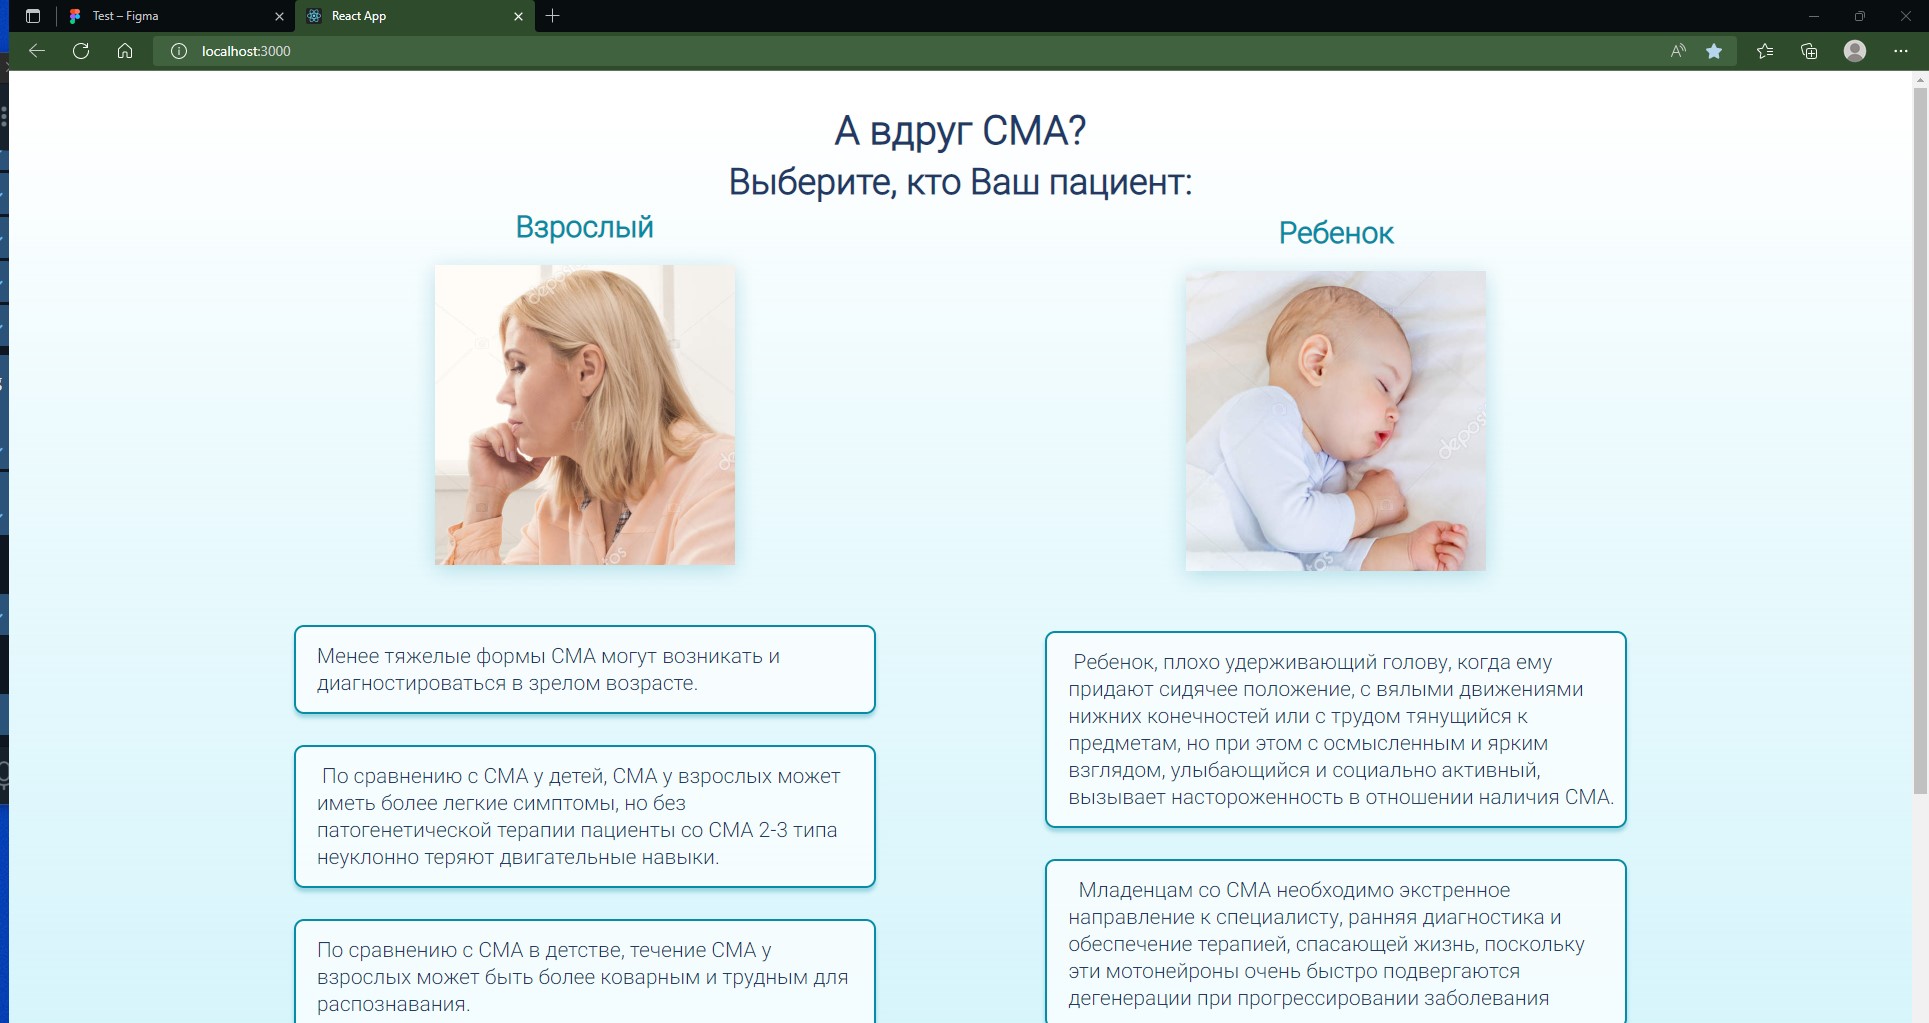 Test – Figma
React App
localhost:3000
А вдруг СМА?
Выберите, кто Ваш пациент:
Взрослый
Менее тяжелые формы СМА могут возникать и
диагностироваться в зрелом возрасте.
По сравнению с СМА у детей, СМА у взрослых может
иметь более легкие симптомы, но без
патогенетической терапии пациенты со СМА 2-3 типа
неуклонно теряют двигательные навыки.
По сравнению с СМА в детстве, течение СМА у
взрослых может быть более коварным и трудным для
распознавания.
Ребенок
depos
Ребенок, плохо удерживающий голову, когда ему
придают сидячее положение, с вялыми движениями
нижних конечностей или с трудом тянущийся к
предметам, но при этом с осмысленным и ярким
взглядом, улыбающийся и социально активный,
вызывает настороженность в отношении наличия СМА.
Младенцам со СМА необходимо экстренное
направление к специалисту, ранняя диагностика и
обеспечение терапией, спасающей жизнь, поскольку
эти мотонейроны очень быстро подвергаются
дегенерации при прогрессировании заболевания